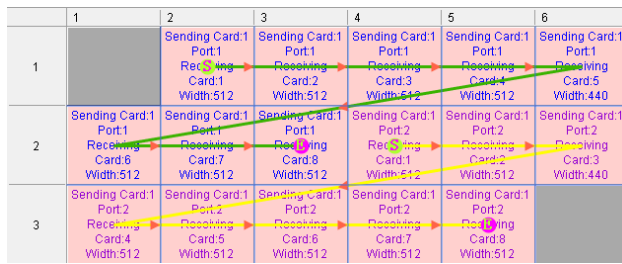 1 2 3 4 5 6
1
Sending Card:1 Sending Card:1 Sending Card:1 Sending Card:1 Sending Card:1
Port:1 Port:1 Port:1 Port:1 Port:1
Receiving Receiving Receiving Receiving Receiving
Card:1 Card:2 Card:3 Card:4 Card:5
Width:512 Width:512 Width:512 Width:512 Width:440
S
2
Sending Card:1 Sending Card:1 Sending Card:1 Sending Card:1 Sending Card:1 Sending Card:1
Port:1 Port:1 Port:1 Port:2 Port:2 Port:2
Receiving Receiving Receiving Receiving Receiving Receiving
Card:6 Card:7 Card:8 Card:1 Card:2 Card:3
Width:512 Width:512 Width:512 Width:512 Width:512 Width:440
E S
3
Sending Card:1 Sending Card:1 Sending Card:1 Sending Card:1 Sending Card:1
Port:2 Port:2 Port:2 Port:2 Port:2
Receiving Receiving Receiving Receiving Receiving
Card:4 Card:5 Card:6 Card:7 Card:8
Width:512 Width:512 Width:512 Width:512 Width:512
E